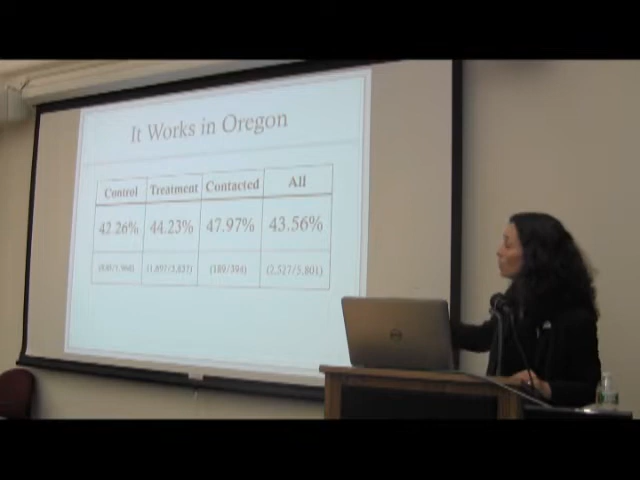 It Works in Oregon
Control Treatment Contacted All
42.26% 44.23% 47.97% 43.56%
(189/394) (2,527/5,801)